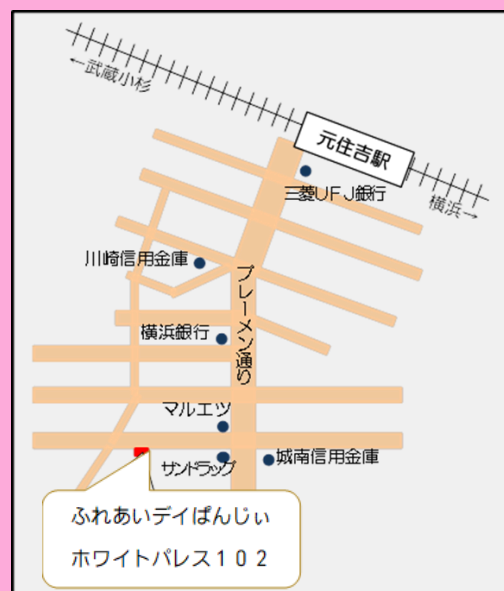 ←武蔵小杉
元住吉駅
三菱UFJ銀行
横浜→
川崎信用金庫
ブレーメン通り
横浜銀行
マルエツ
サンドラッグ
城南信用金庫
ふれあいデイぱんじぃ
ホワイトパレス１０２